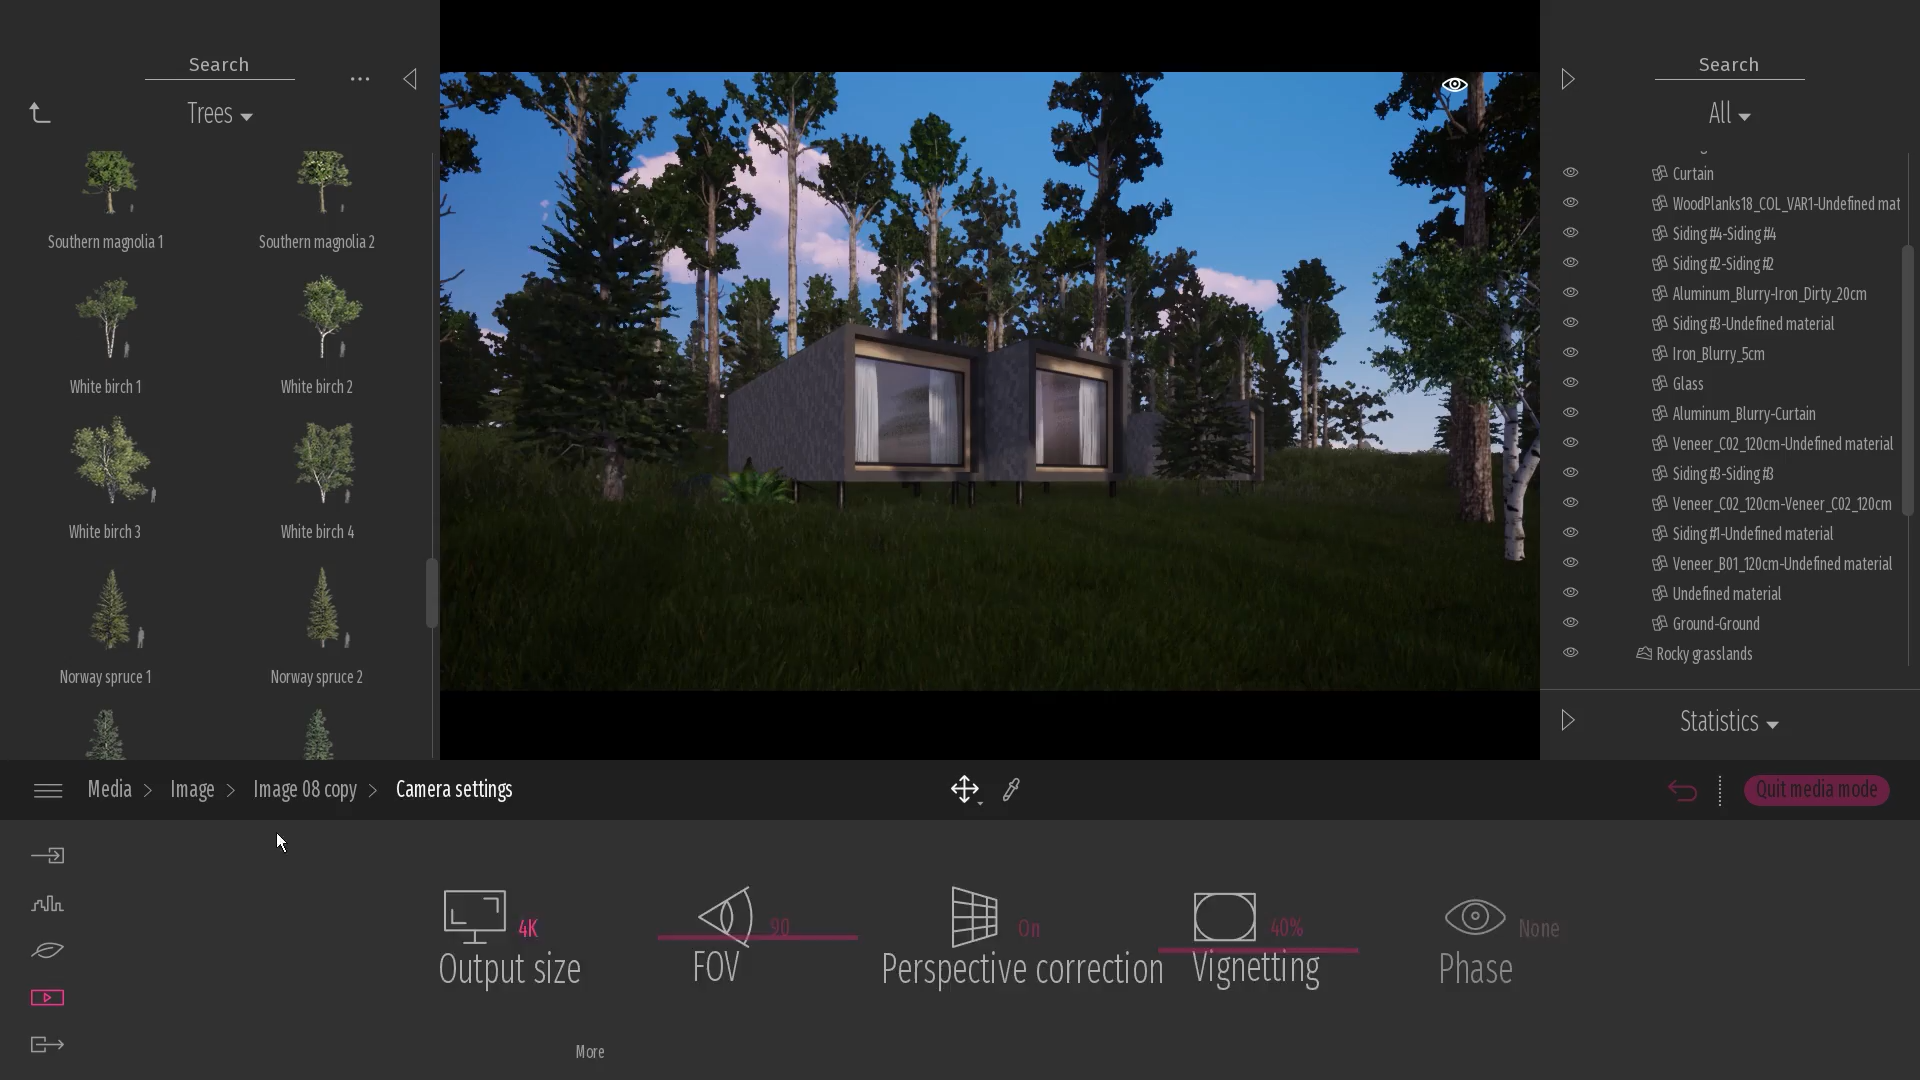 Search
Trees
Southern magnolia 1
Southern magnolia 2
White birch 1
White birch 2
White birch 3
White birch 4
Norway spruce 1
Norway spruce 2
Search
All
Curtain
WoodPlanks18_COL_VAR1-Undefined mat
Siding #4-Siding #4
Siding #2-Siding #2
Aluminum_Blurry-Iron_Dirty_20cm
Siding #3-Undefined material
Iron_Blurry_5cm
Glass
Aluminum_Blurry-Curtain
Veneer_C02_120cm-Undefined material
Siding #3-Siding #3
Veneer_C02_120cm-Veneer_C02_120cm
Siding #1-Undefined material
Veneer_B01_120cm-Undefined material
Undefined material
Ground-Ground
Rocky grasslands
Statistics
Media > Image > Image 08 copy > Camera settings
Quit media mode
4K
Output size
90
FOV
On
Perspective correction
40%
Vignetting
None
Phase
More